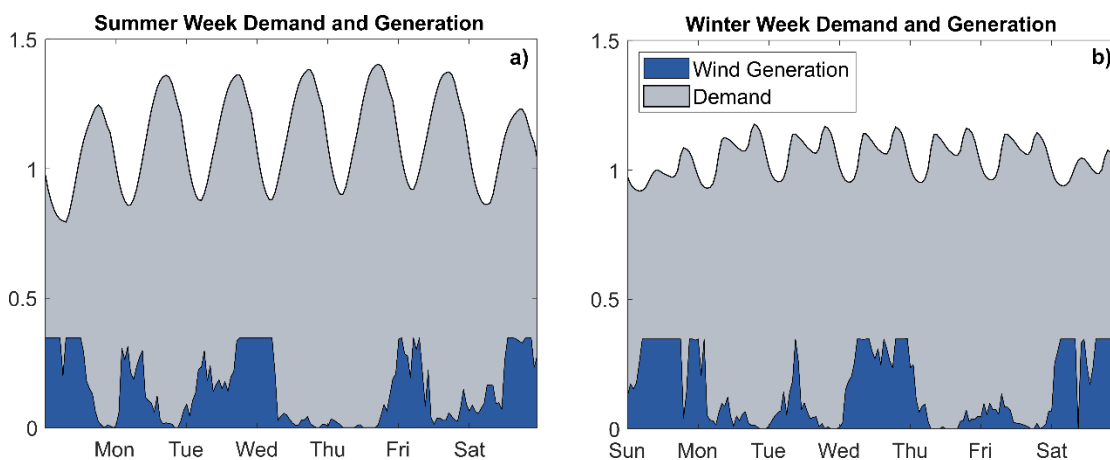 Summer Week Demand and Generation
1.5
a)
1
0.5
0
Mon Tue Wed Thu Fri Sat
Winter Week Demand and Generation
1.5
b)
Wind Generation
Demand
1
0.5
0
Sun Mon Tue Wed Thu Fri Sat